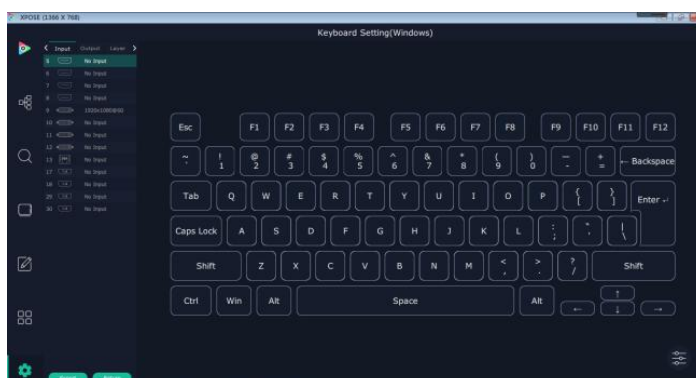 XPOSE (1366 X 768)
Keyboard Setting(Windows)
Input Output Layer
5 No Input
6 No Input
7 No Input
8 No Input
9 1920x1080@60
10 No Input
11 No Input
12 No Input
13 No Input
17 No Input
18 No Input
29 No Input
30 No Input
Esc F1 F2 F3 F4 F5 F6 F7 F8 F9 F10 F11 F12
~ ! @ # $ % ^ & * ( ) — +
` 1 2 3 4 5 6 7 8 9 0 - = ← Backspace
Tab Q W E R T Y U I O P { [ } ] Enter ↵
Caps Lock A S D F G H J K L : ; " ' | \
Shift Z X C V B N M < , > . ? / Shift
Ctrl Win Alt Space Alt ← ↑ ↓ →